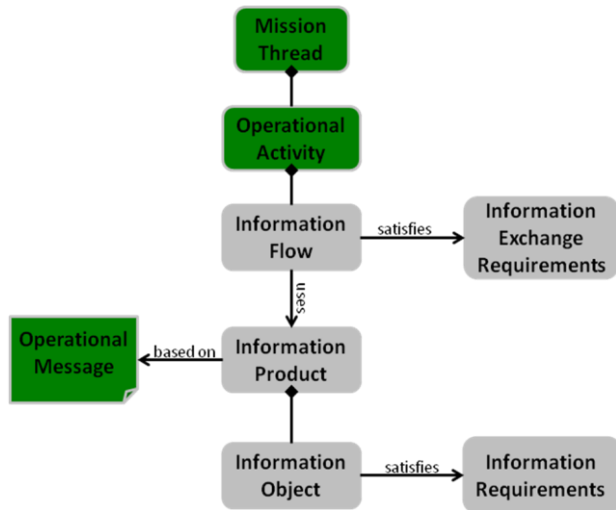 Mission
Thread
Operational
Activity
Information
Flow
satisfies
Information
Exchange
Requirements
uses
Operational
Message
based on
Information
Product
Information
Object
satisfies
Information
Requirements